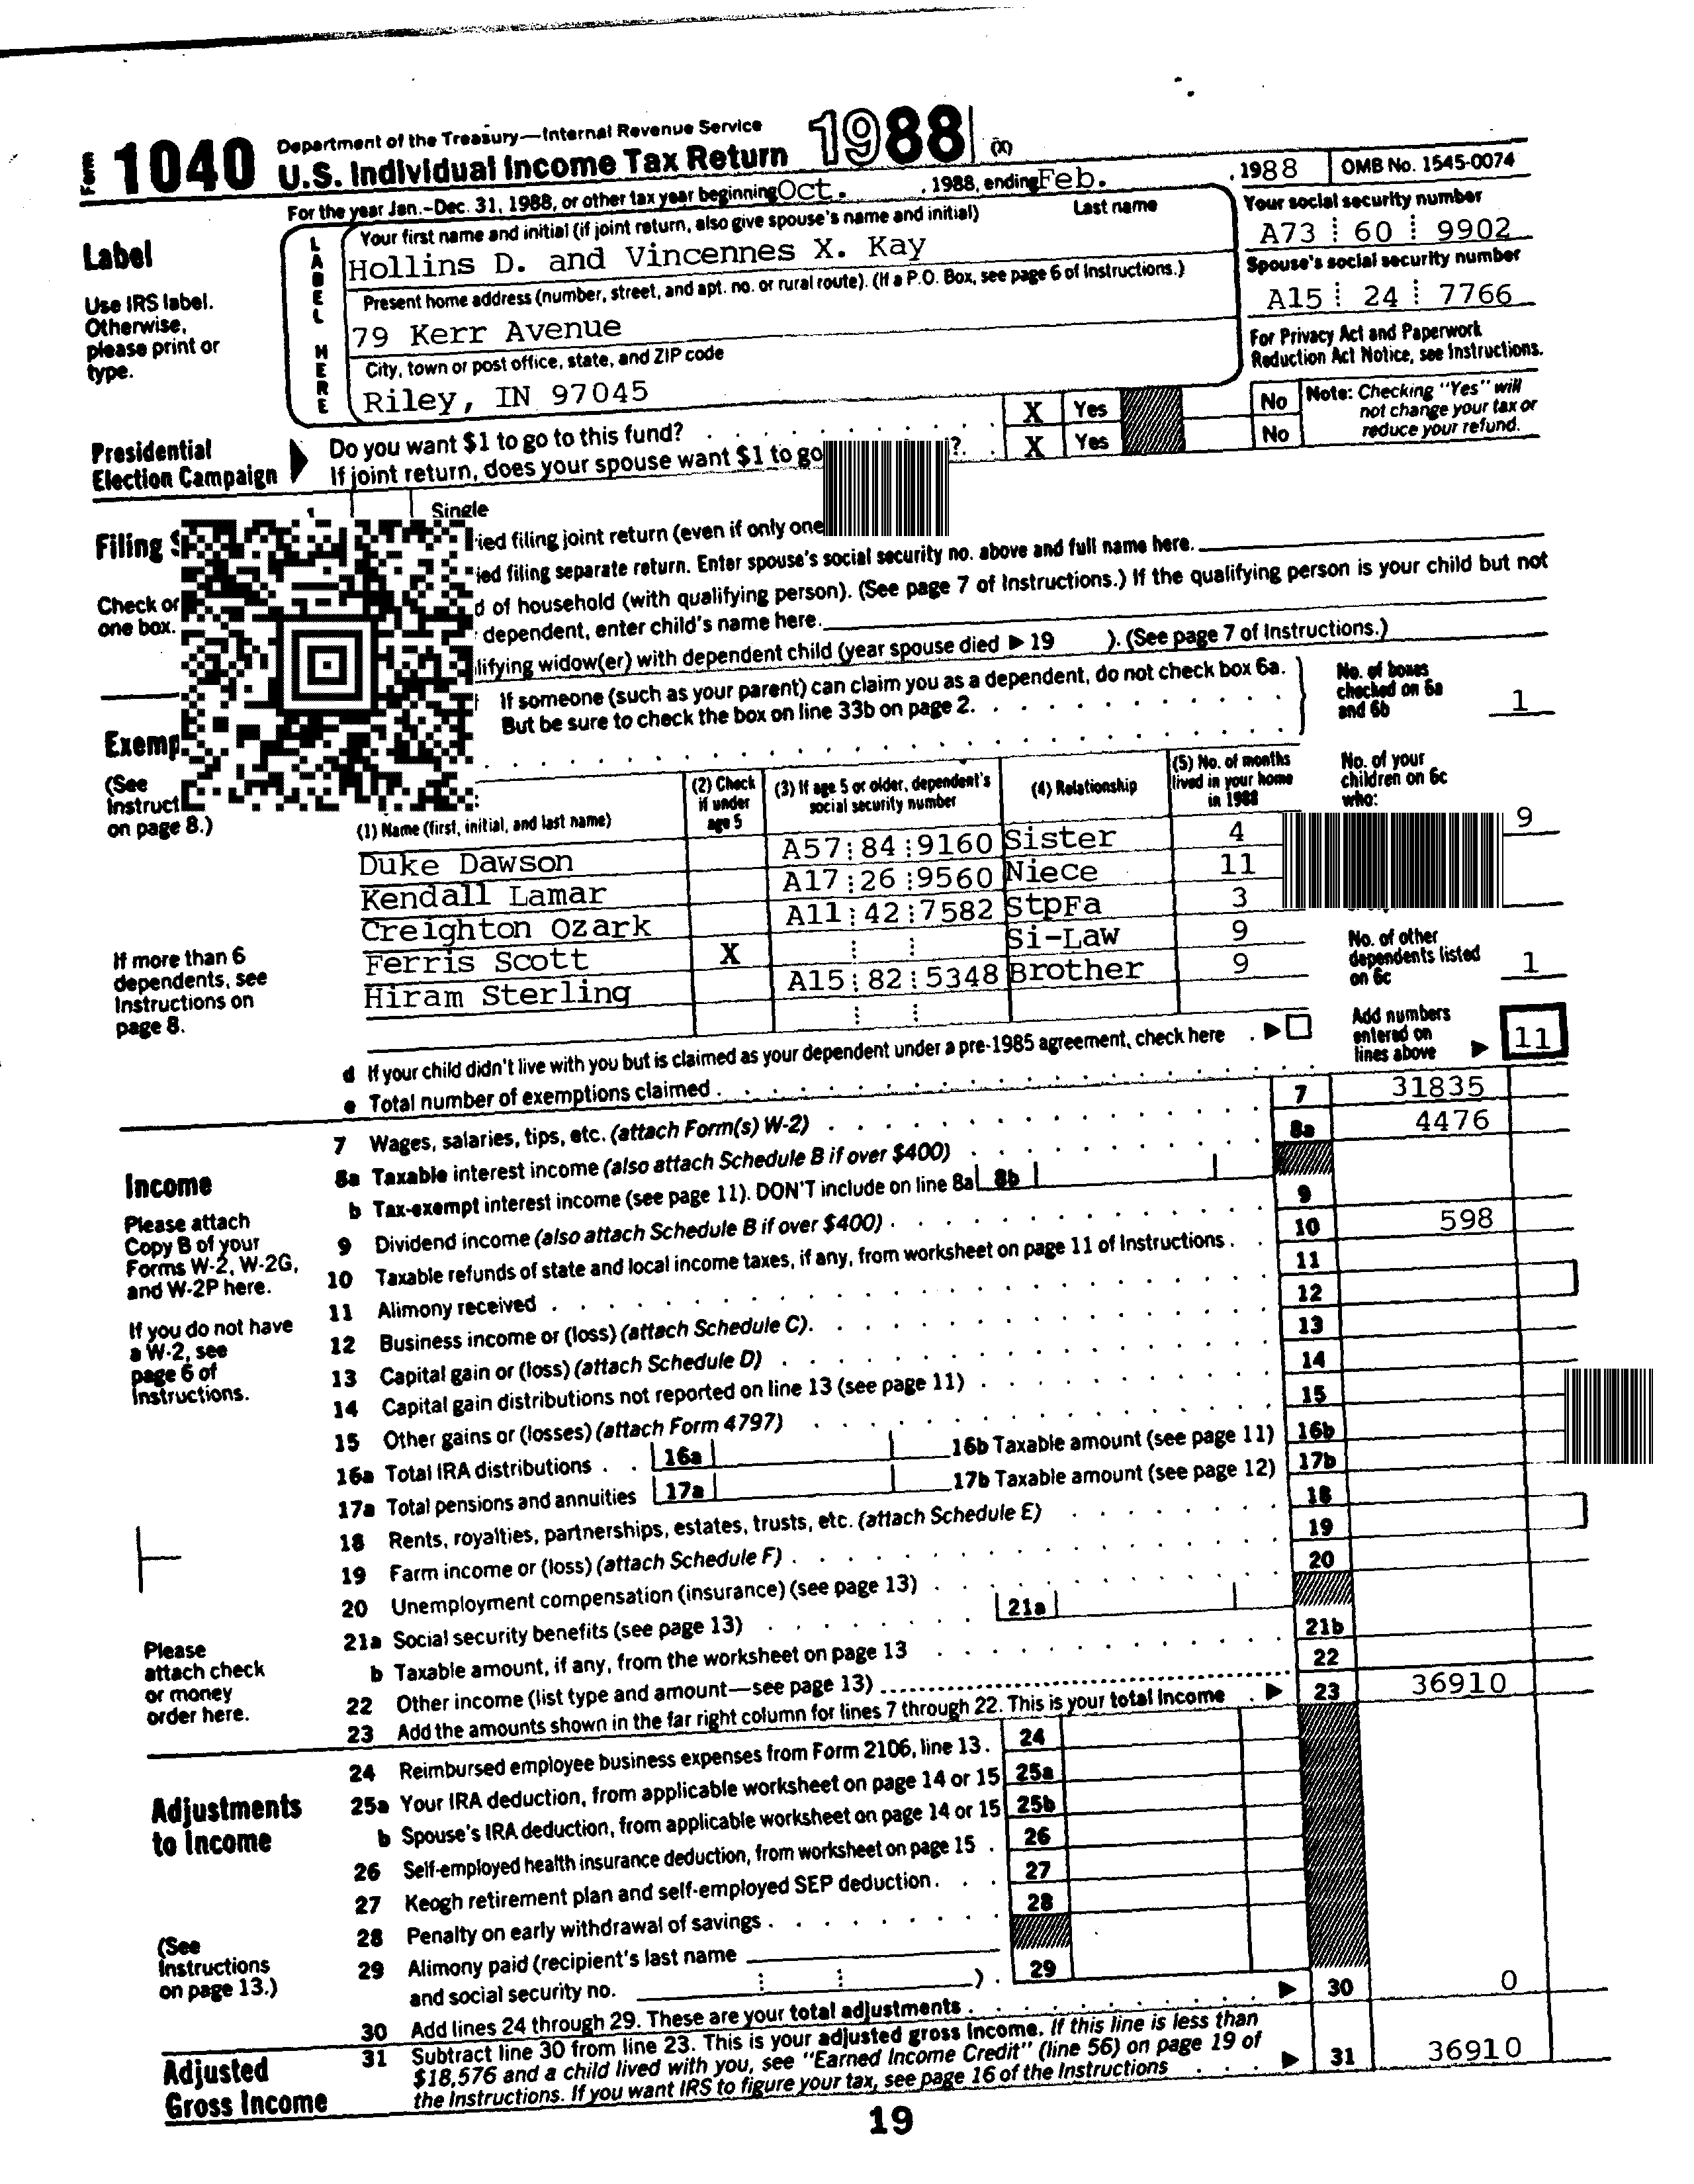 Form 1040 Department of the Treasury—Internal Revenue Service
U.S. Individual Income Tax Return 1988 (X)
For the year Jan.-Dec. 31, 1988, or other tax year beginning Oct. , 1988, ending Feb. , 1988 OMB No. 1545-0074
Label
Use IRS label. Otherwise, please print or type.
LABEL HERE
Your first name and initial (if joint return, also give spouse's name and initial) Last name
Hollins D. and Vincennes X. Kay
Your social security number
A73 60 9902
Present home address (number, street, and apt. no. or rural route). (If a P.O. Box, see page 6 of Instructions.)
79 Kerr Avenue
Spouse's social security number
A15 24 7766
City, town or post office, state, and ZIP code
Riley, IN 97045
For Privacy Act and Paperwork Reduction Act Notice, see Instructions.
Presidential Election Campaign
Do you want $1 to go to this fund? X Yes No
If joint return, does your spouse want $1 to go ?. X Yes No
Note: Checking "Yes" will not change your tax or reduce your refund.
Filing
Check
one box.
Single
filing joint return (even if only one
filing separate return. Enter spouse's social security no. above and full name here.
of household (with qualifying person). (See page 7 of Instructions.) If the qualifying person is your child but not
dependent, enter child's name here.
widow(er) with dependent child (year spouse died ▶ 19 ). (See page 7 of Instructions.)
If someone (such as your parent) can claim you as a dependent, do not check box 6a.
But be sure to check the box on line 33b on page 2.
No. of boxes checked on 6a and 6b 1
(See
on page 8.)
(1) Name (first, initial, and last name) (2) Check if under age 5 (3) If age 5 or older, dependent's social security number (4) Relationship (5) No. of months lived in your home in 1988
No. of your children on 6c who:
9
Duke Dawson A57 84 9160 Sister 4
Kendall Lamar A17 26 9560 Niece 11
Creighton Ozark A11 42 7582 StpFa 3
Ferris Scott X Si-Law 9
Hiram Sterling A15 82 5348 Brother 9
If more than 6 dependents, see Instructions on page 8.
No. of other dependents listed on 6c 1
d If your child didn't live with you but is claimed as your dependent under a pre-1985 agreement, check here
e Total number of exemptions claimed
Add numbers entered on lines above 11
Income
Please attach Copy B of your Forms W-2, W-2G, and W-2P here.
If you do not have a W-2, see page 6 of Instructions.
Please attach check or money order here.
7 Wages, salaries, tips, etc. (attach Form(s) W-2) 7 31835
8a Taxable interest income (also attach Schedule B if over $400) 8a 4476
b Tax-exempt interest income (see page 11). DON'T include on line 8a 8b
9 Dividend income (also attach Schedule B if over $400) 9
10 Taxable refunds of state and local income taxes, if any, from worksheet on page 11 of Instructions 10 598
11 Alimony received 11
12 Business income or (loss) (attach Schedule C). 12
13 Capital gain or (loss) (attach Schedule D) 13
14 Capital gain distributions not reported on line 13 (see page 11) 14
15 Other gains or (losses) (attach Form 4797) 15
16a Total IRA distributions 16a 16b Taxable amount (see page 11) 16b
17a Total pensions and annuities 17a 17b Taxable amount (see page 12) 17b
18 Rents, royalties, partnerships, estates, trusts, etc. (attach Schedule E) 18
19 Farm income or (loss) (attach Schedule F) 19
20 Unemployment compensation (insurance) (see page 13) 20
21a Social security benefits (see page 13) 21a
b Taxable amount, if any, from the worksheet on page 13 21b
22 Other income (list type and amount—see page 13) 22
23 Add the amounts shown in the far right column for lines 7 through 22. This is your total income ▶ 23 36910
Adjustments to Income
(See Instructions on page 13.)
24 Reimbursed employee business expenses from Form 2106, line 13. 24
25a Your IRA deduction, from applicable worksheet on page 14 or 15 25a
b Spouse's IRA deduction, from applicable worksheet on page 14 or 15 25b
26 Self-employed health insurance deduction, from worksheet on page 15 26
27 Keogh retirement plan and self-employed SEP deduction 27
28 Penalty on early withdrawal of savings 28
29 Alimony paid (recipient's last name
and social security no. ). 29
30 Add lines 24 through 29. These are your total adjustments ▶ 30 0
Adjusted Gross Income
31 Subtract line 30 from line 23. This is your adjusted gross income. If this line is less than
$18,576 and a child lived with you, see "Earned Income Credit" (line 56) on page 19 of
the Instructions. If you want IRS to figure your tax, see page 16 of the Instructions ▶ 31 36910
19